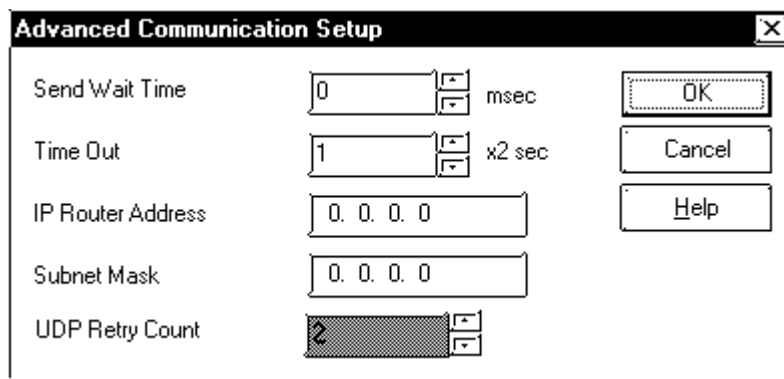 Advanced Communication Setup
Send Wait Time 0 msec OK
Time Out 1 x2 sec Cancel
IP Router Address 0. 0. 0. 0 Help
Subnet Mask 0. 0. 0. 0
UDP Retry Count 2